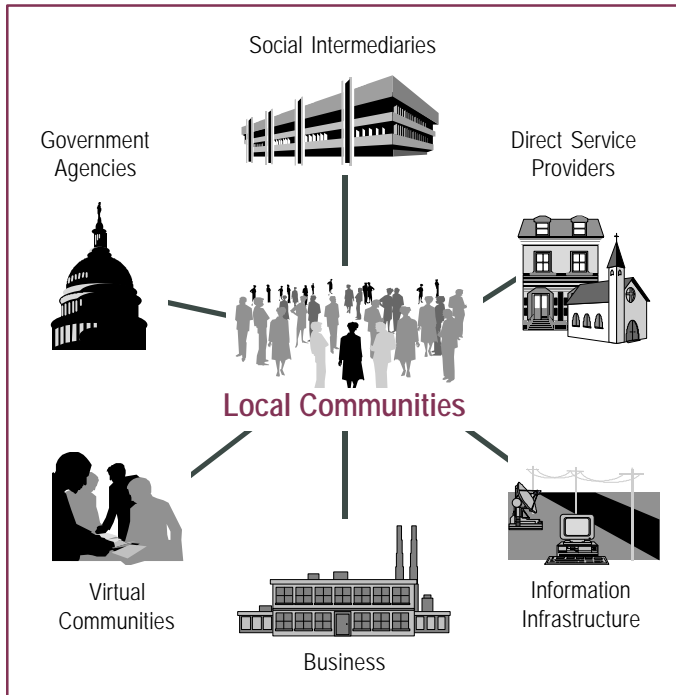 Social Intermediaries
Government
Agencies
Direct Service
Providers
Local Communities
Virtual
Communities
Information
Infrastructure
Business